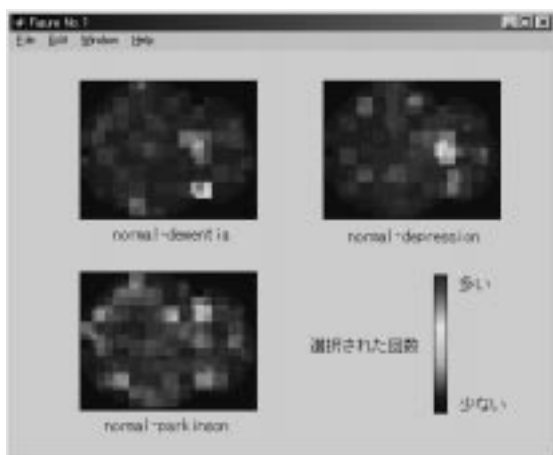 Figure No.1
File Edit Window Help
normal-dementia
normal-depression
normal-parkinson
多い
選択された回数
少ない